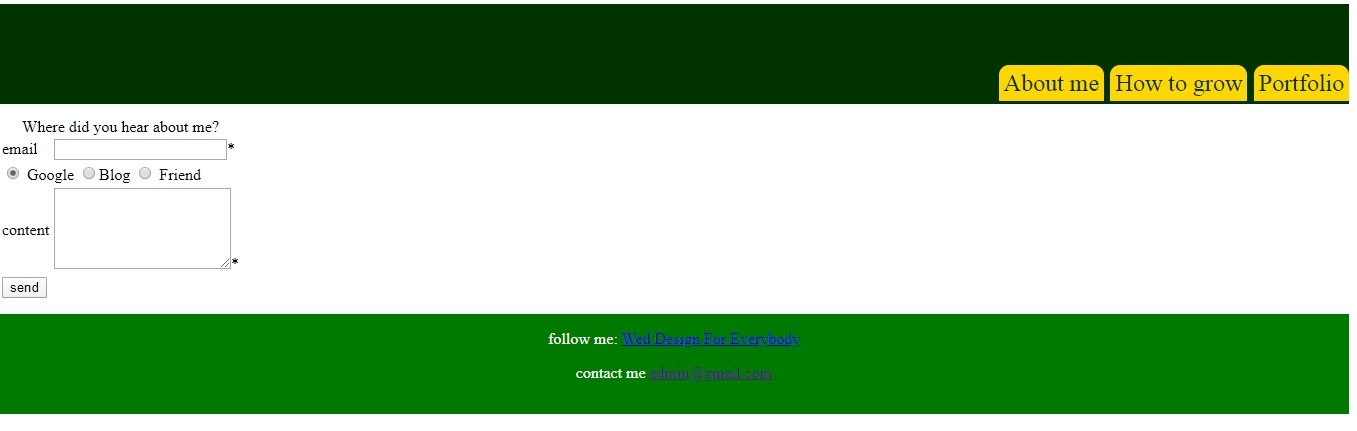 About me How to grow Portfolio
Where did you hear about me?
email *
Google Blog Friend
content *
send
follow me: Wed Design For Everybody
contact me admin@gmail.com